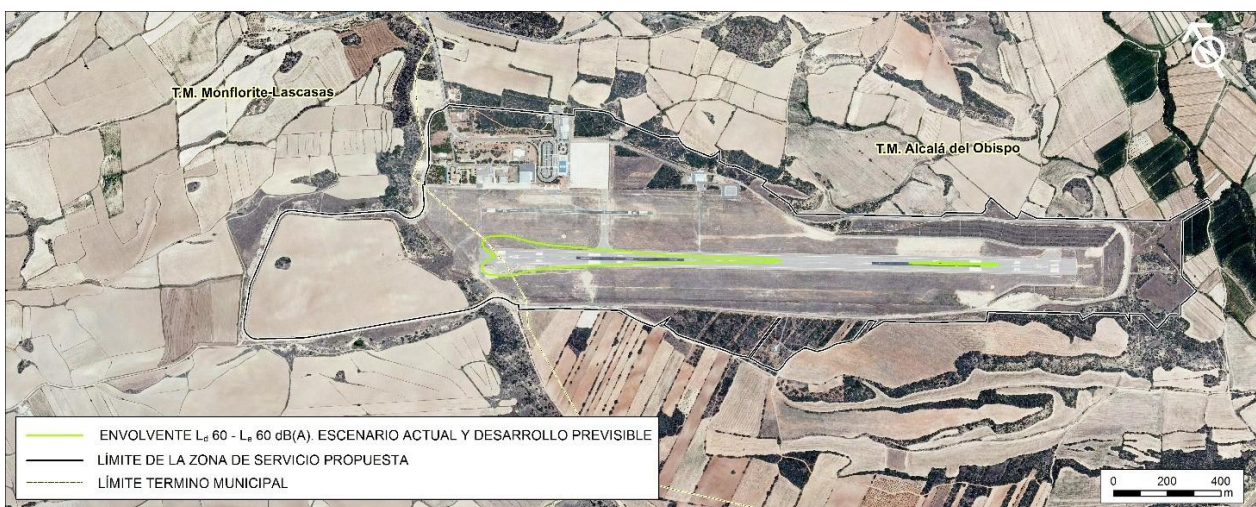 N
T.M. Monflorite-Lascasas
T.M. Alcalá del Obispo
ENVOLVENTE Ld 60 - Le 60 dB(A). ESCENARIO ACTUAL Y DESARROLLO PREVISIBLE
LÍMITE DE LA ZONA DE SERVICIO PROPUESTA
LÍMITE TERMINO MUNICIPAL
0 200 400
m